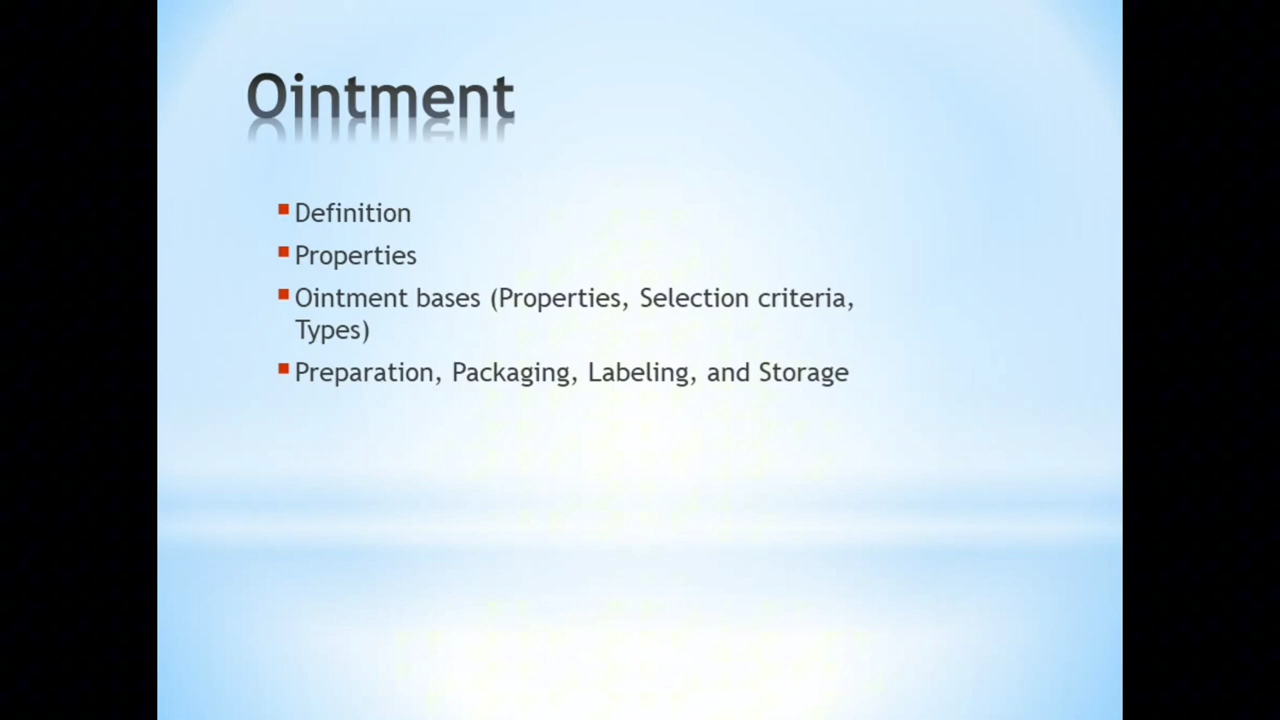 Ointment
Definition
Properties
Ointment bases (Properties, Selection criteria,
Types)
Preparation, Packaging, Labeling, and Storage